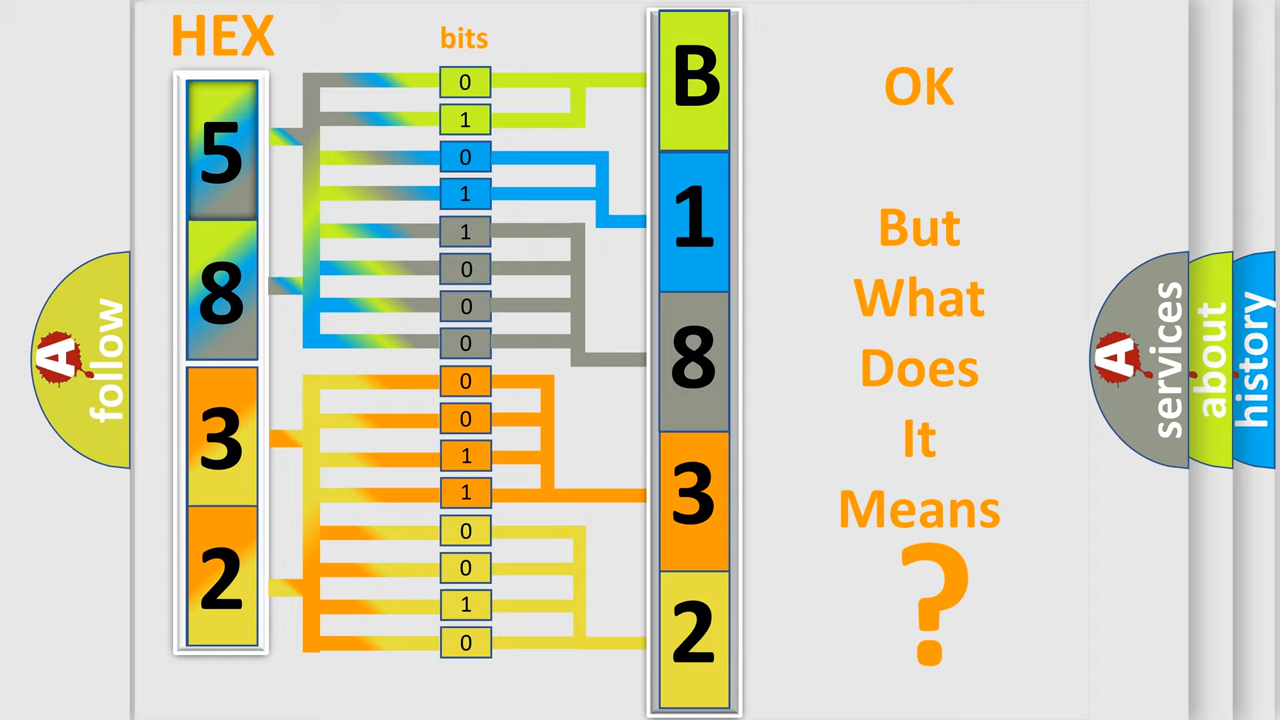 HEX
bits
5
8
3
2
0
1
0
1
1
0
0
0
0
0
1
1
0
0
1
0
B
1
8
3
2
OK
But
What
Does
It
Means
?
A
follow
A
services
about
history